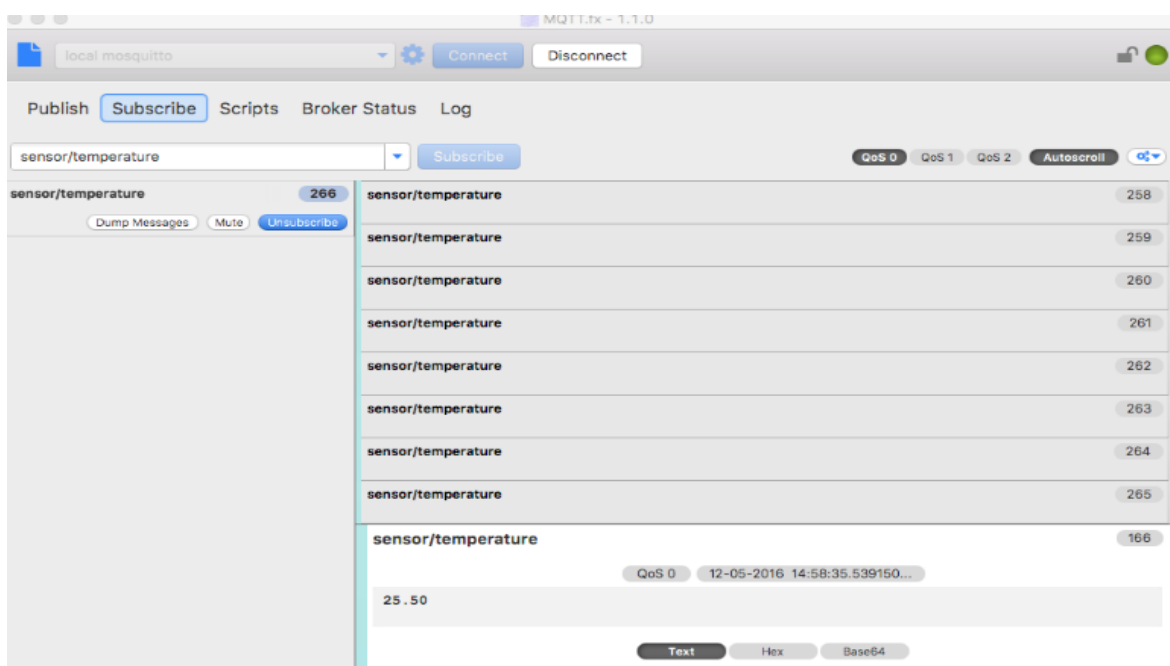 MQTT.fx - 1.1.0
local mosquitto Connect Disconnect
Publish Subscribe Scripts Broker Status Log
sensor/temperature Subscribe QoS 0 QoS 1 QoS 2 Autoscroll
sensor/temperature 266
Dump Messages Mute Unsubscribe
sensor/temperature 258
sensor/temperature 259
sensor/temperature 260
sensor/temperature 261
sensor/temperature 262
sensor/temperature 263
sensor/temperature 264
sensor/temperature 265
sensor/temperature 166
QoS 0 12-05-2016 14:58:35.539150...
25.50
Text Hex Base64